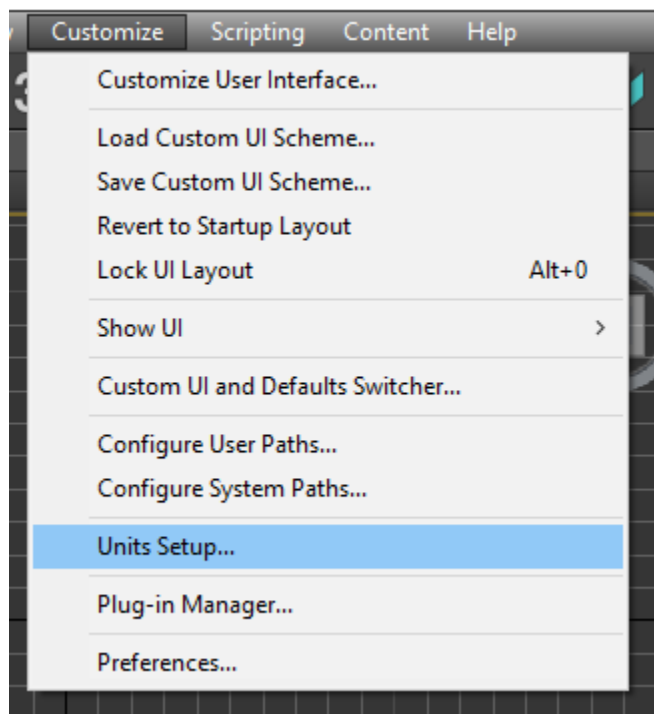 Customize Scripting Content Help
Customize User Interface...
Load Custom UI Scheme...
Save Custom UI Scheme...
Revert to Startup Layout
Lock UI Layout Alt+0
Show UI >
Custom UI and Defaults Switcher...
Configure User Paths...
Configure System Paths...
Units Setup...
Plug-in Manager...
Preferences...